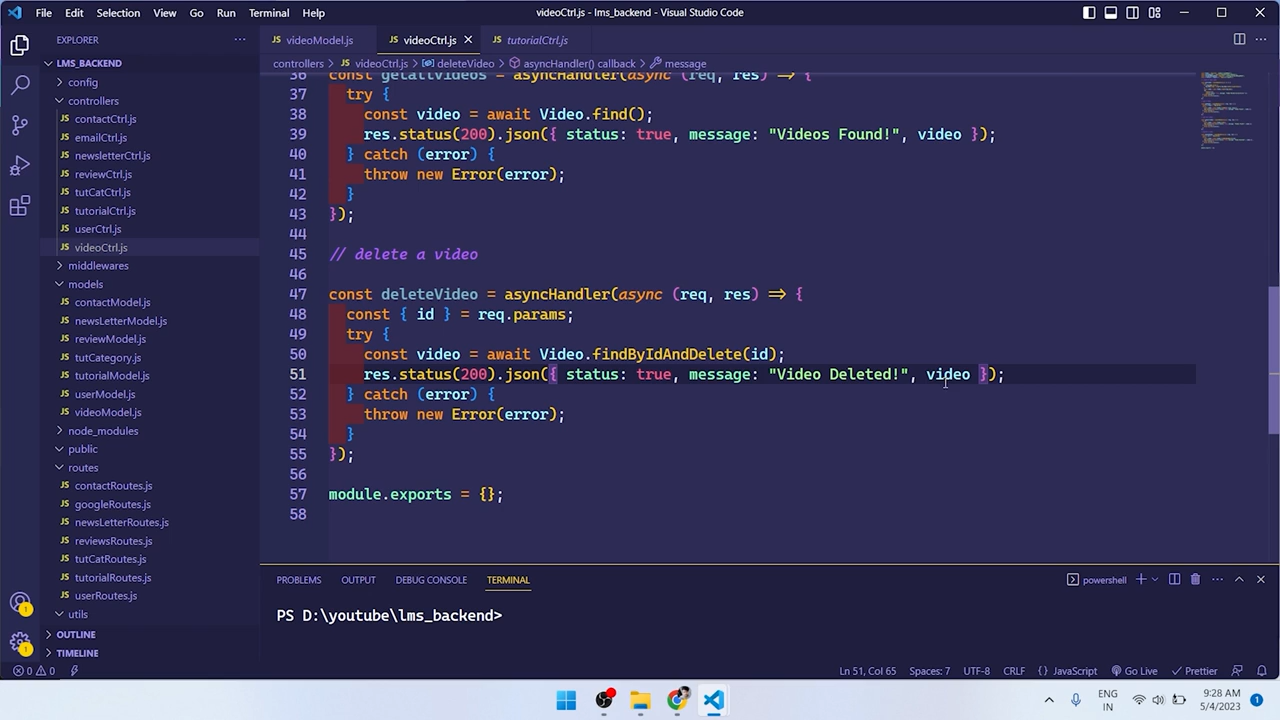 File Edit Selection View Go Run Terminal Help
videoCtrl.js - lms_backend - Visual Studio Code
EXPLORER
LMS_BACKEND
config
controllers
JS contactCtrl.js
JS emailCtrl.js
JS newsletterCtrl.js
JS reviewCtrl.js
JS tutCatCtrl.js
JS tutorialCtrl.js
JS userCtrl.js
JS videoCtrl.js
middlewares
models
JS contactModel.js
JS newsLetterModel.js
JS reviewModel.js
JS tutCategory.js
JS tutorialModel.js
JS userModel.js
JS videoModel.js
node_modules
public
routes
JS contactRoutes.js
JS googleRoutes.js
JS newsLetterRoutes.js
JS reviewsRoutes.js
JS tutCatRoutes.js
JS tutorialRoutes.js
JS userRoutes.js
utils
OUTLINE
TIMELINE
JS videoModel.js JS videoCtrl.js JS tutorialCtrl.js
controllers > JS videoCtrl.js > deleteVideo > asyncHandler() callback > message
36 const getallVideos = asyncHandler(async (req, res) => {
37 try {
38 const video = await Video.find();
39 res.status(200).json({ status: true, message: "Videos Found!", video });
40 } catch (error) {
41 throw new Error(error);
42 }
43 });
44
45 // delete a video
46
47 const deleteVideo = asyncHandler(async (req, res) => {
48 const { id } = req.params;
49 try {
50 const video = await Video.findByIdAndDelete(id);
51 res.status(200).json({ status: true, message: "Video Deleted!", video });
52 } catch (error) {
53 throw new Error(error);
54 }
55 });
56
57 module.exports = {};
58
PROBLEMS OUTPUT DEBUG CONSOLE TERMINAL
powershell
PS D:\youtube\lms_backend>
1
1
0 0 Ln 51, Col 65 Spaces: 7 UTF-8 CRLF {} JavaScript Go Live Prettier
ENG
IN
9:28 AM
5/4/2023
1